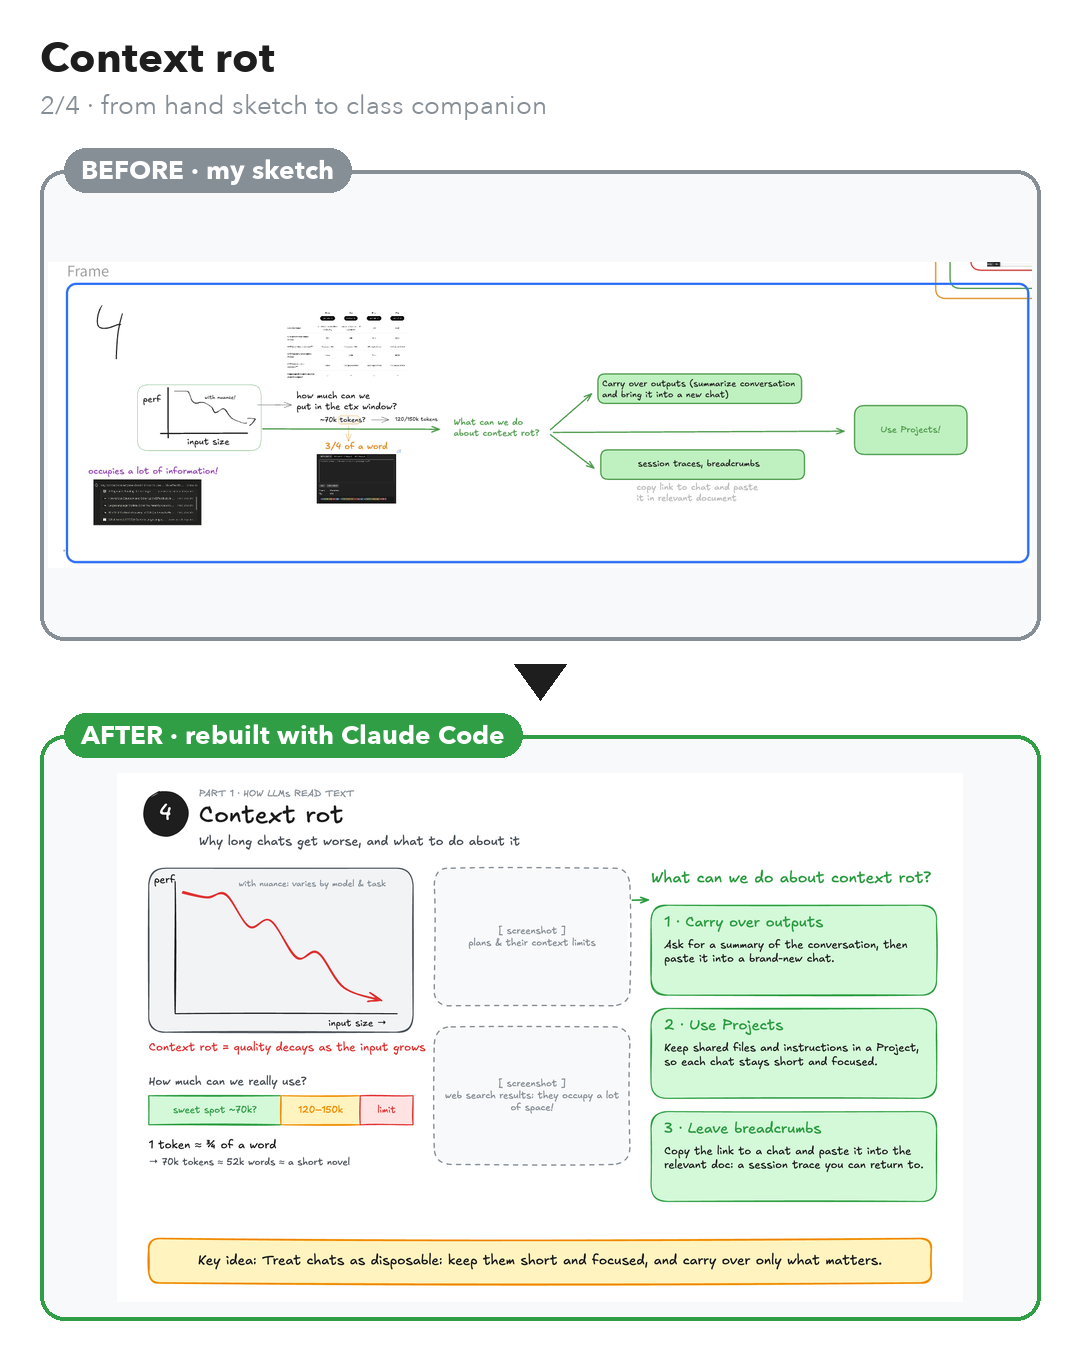 Context rot
2/4 · from hand sketch to class companion
BEFORE · my sketch
Frame
4
perf
with nuance!
input size
occupies a lot of information!
how much can we
put in the ctx window?
~70k tokens?
120/150k tokens
3/4 of a word
What can we do
about context rot?
Carry over outputs (summarize conversation
and bring it into a new chat)
session traces, breadcrumbs
copy link to chat and paste
it in relevant document
Use Projects!
AFTER · rebuilt with Claude Code
4
PART 1 · HOW LLMs READ TEXT
Context rot
Why long chats get worse, and what to do about it
perf
with nuance: varies by model & task
input size →
Context rot = quality decays as the input grows
How much can we really use?
sweet spot ~70k?
120–150k
limit
1 token ≈ ¾ of a word
→ 70k tokens ≈ 52k words ≈ a short novel
[ screenshot ]
plans & their context limits
[ screenshot ]
web search results: they occupy a lot
of space!
What can we do about context rot?
1 · Carry over outputs
Ask for a summary of the conversation, then
paste it into a brand-new chat.
2 · Use Projects
Keep shared files and instructions in a Project,
so each chat stays short and focused.
3 · Leave breadcrumbs
Copy the link to a chat and paste it into the
relevant doc: a session trace you can return to.
Key idea: Treat chats as disposable: keep them short and focused, and carry over only what matters.